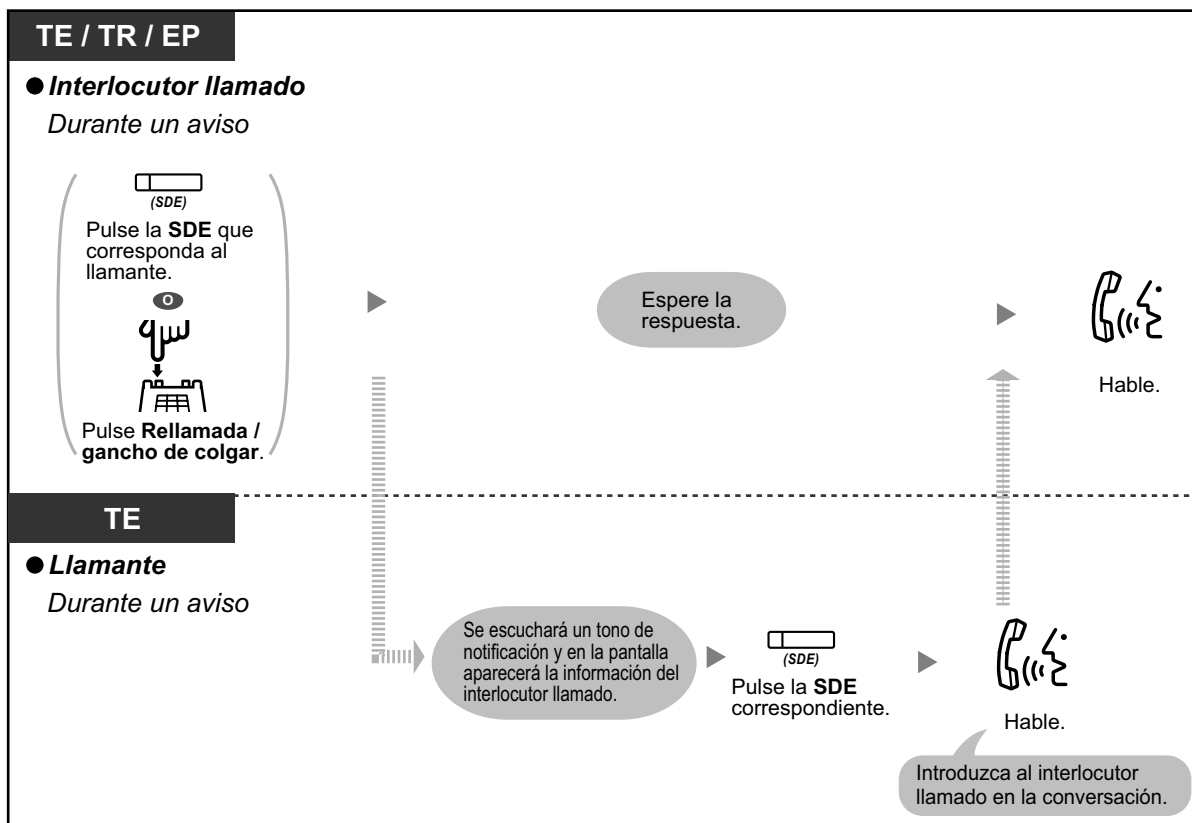 TE / TR / EP
● Interlocutor llamado
Durante un aviso
(SDE)
Pulse la SDE que
corresponda al
llamante.
O
Pulse Rellamada /
gancho de colgar.
Espere la
respuesta.
Hable.
TE
● Llamante
Durante un aviso
Se escuchará un tono de
notificación y en la pantalla
aparecerá la información del
interlocutor llamado.
(SDE)
Pulse la SDE
correspondiente.
Hable.
Introduzca al interlocutor
llamado en la conversación.